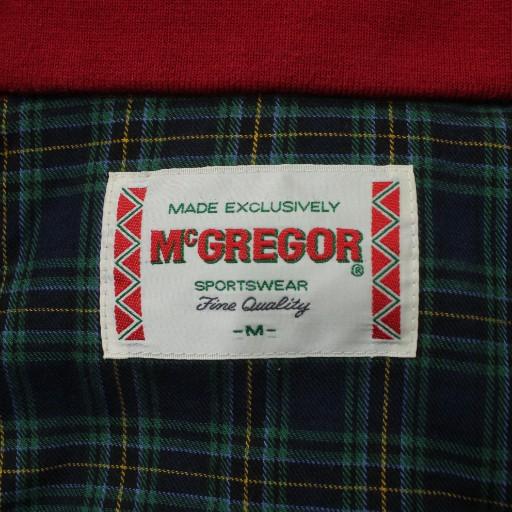 MADE EXCLUSIVELY
McGREGOR®
SPORTSWEAR
Fine Quality
-M-